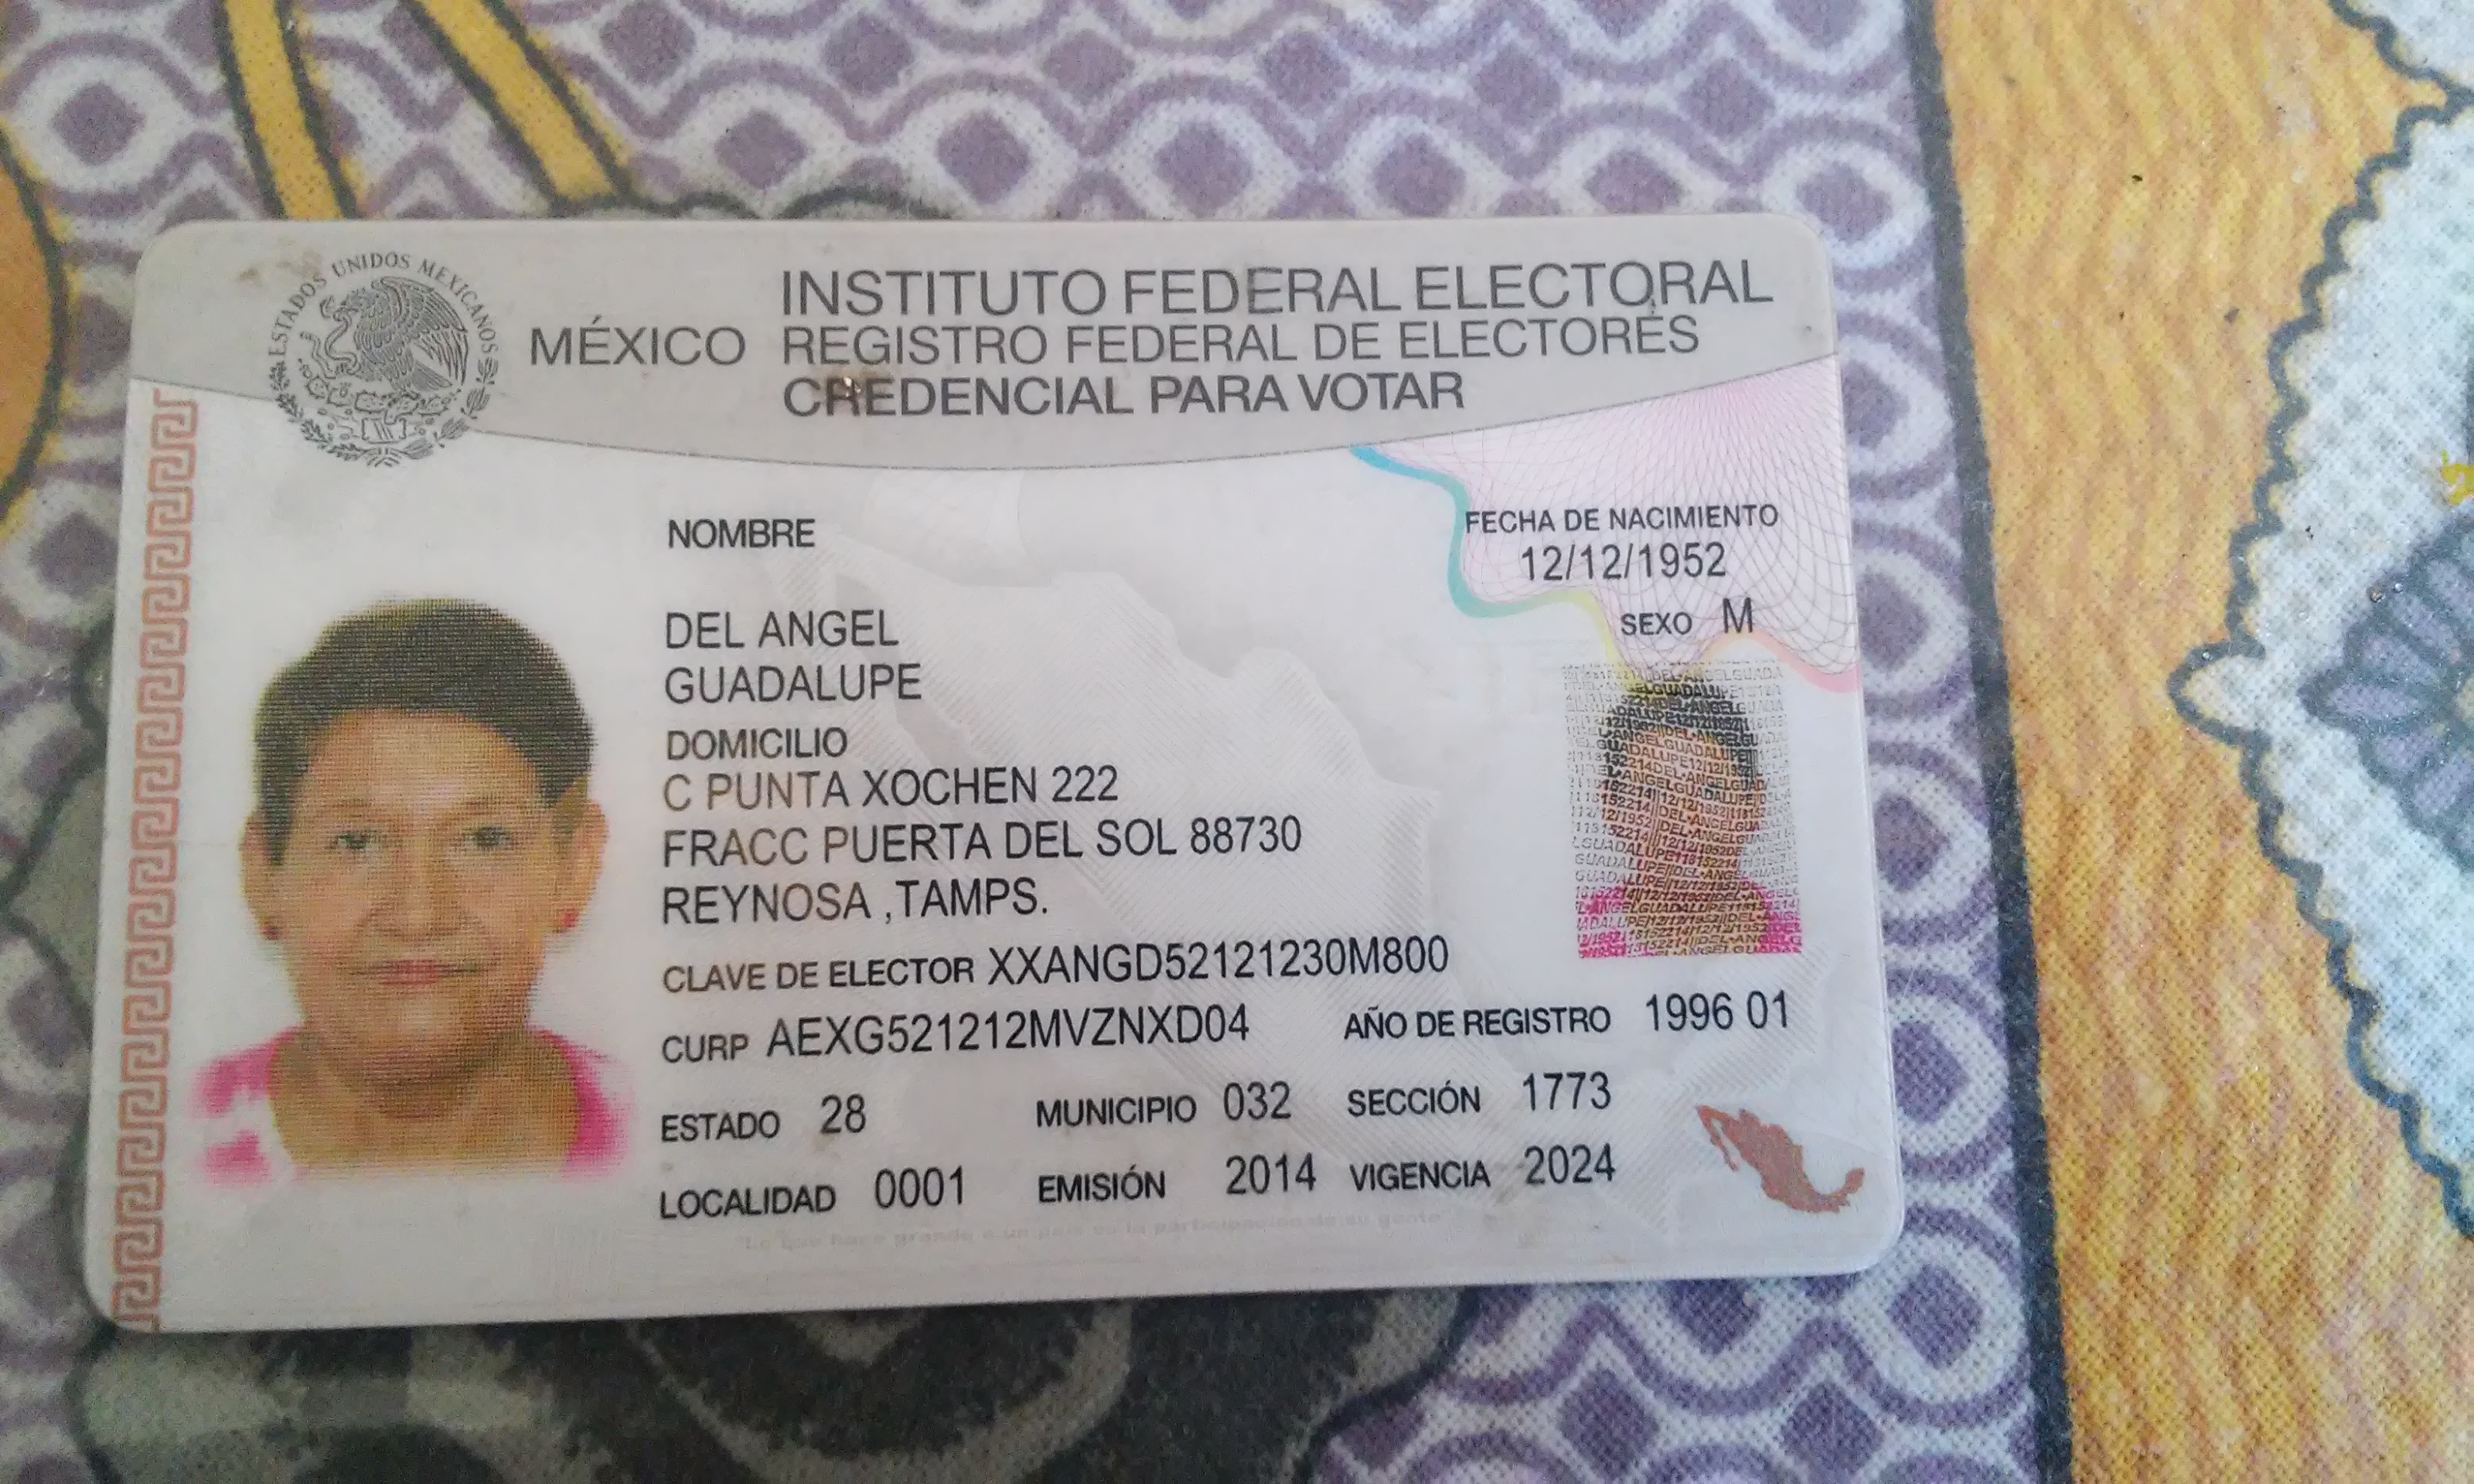 ESTADOS UNIDOS MEXICANOS
MÉXICO
INSTITUTO FEDERAL ELECTORAL
REGISTRO FEDERAL DE ELECTORES
CREDENCIAL PARA VOTAR
NOMBRE
DEL ANGEL
GUADALUPE
FECHA DE NACIMIENTO
12/12/1952
SEXO M
DOMICILIO
C PUNTA XOCHEN 222
FRACC PUERTA DEL SOL 88730
REYNOSA ,TAMPS.
CLAVE DE ELECTOR XXANGD52121230M800
CURP AEXG521212MVZNXD04 AÑO DE REGISTRO 1996 01
ESTADO 28 MUNICIPIO 032 SECCIÓN 1773
LOCALIDAD 0001 EMISIÓN 2014 VIGENCIA 2024